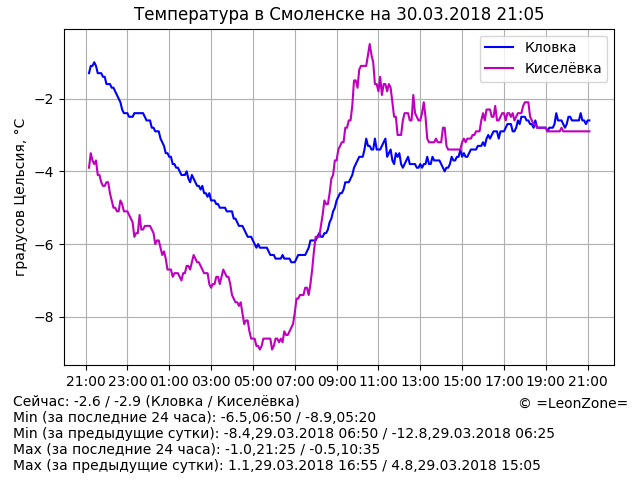 Температура в Смоленске на 30.03.2018 21:05
Кловка
Киселёвка
градусов Цельсия, °C
−2
−4
−6
−8
21:00 23:00 01:00 03:00 05:00 07:00 09:00 11:00 13:00 15:00 17:00 19:00 21:00
Сейчас: -2.6 / -2.9 (Кловка / Киселёвка)
© =LeonZone=
Min (за последние 24 часа): -6.5,06:50 / -8.9,05:20
Min (за предыдущие сутки): -8.4,29.03.2018 06:50 / -12.8,29.03.2018 06:25
Max (за последние 24 часа): -1.0,21:25 / -0.5,10:35
Max (за предыдущие сутки): 1.1,29.03.2018 16:55 / 4.8,29.03.2018 15:05